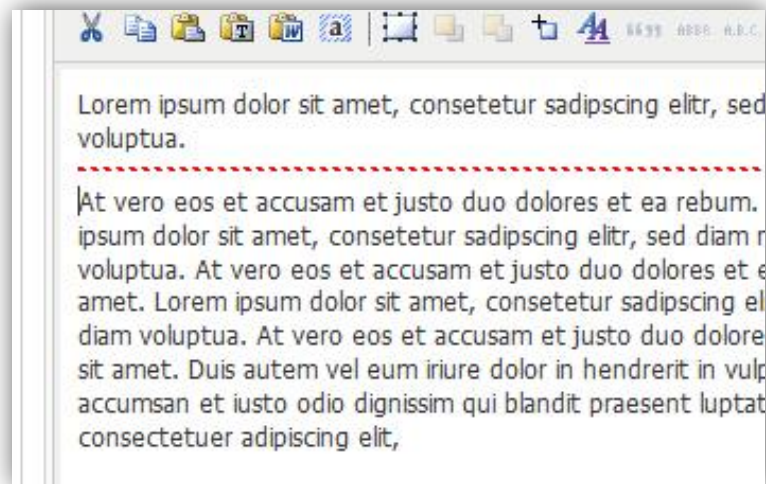 Lorem ipsum dolor sit amet, consetetur sadipscing elitr, sed
voluptua.
At vero eos et accusam et justo duo dolores et ea rebum.
ipsum dolor sit amet, consetetur sadipscing elitr, sed diam
voluptua. At vero eos et accusam et justo duo dolores et
amet. Lorem ipsum dolor sit amet, consetetur sadipscing
diam voluptua. At vero eos et accusam et justo duo dolore
sit amet. Duis autem vel eum iriure dolor in hendrerit in vulp
accumsan et iusto odio dignissim qui blandit praesent luptat
consectetuer adipiscing elit,